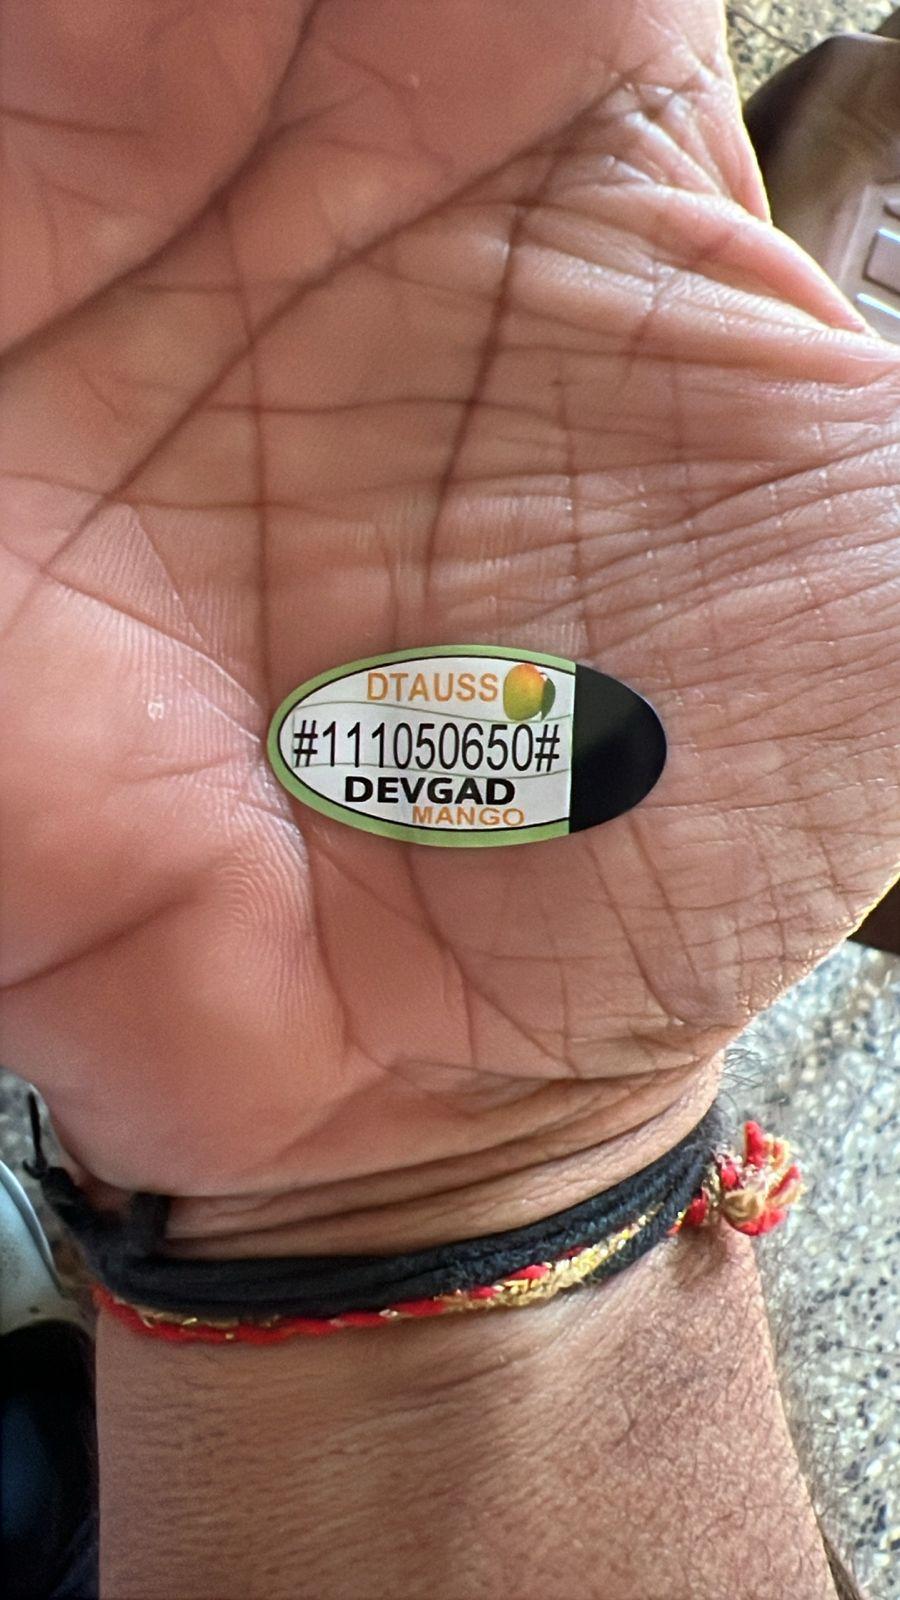 DTAUSS
#111050650#
DEVGAD
MANGO